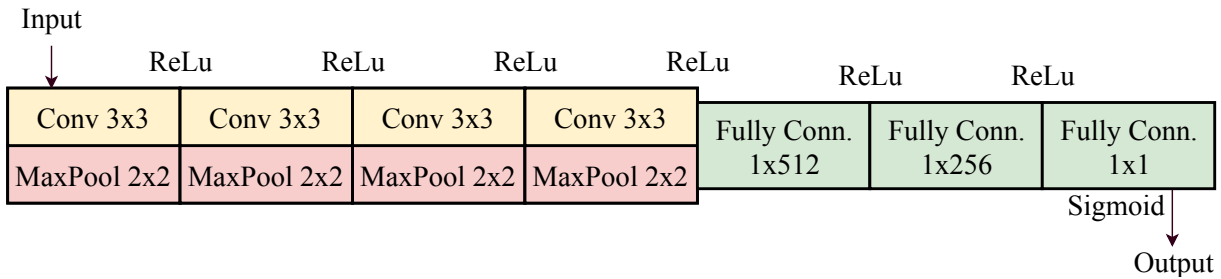 Input
ReLu ReLu ReLu ReLu ReLu ReLu
Conv 3x3 Conv 3x3 Conv 3x3 Conv 3x3
MaxPool 2x2 MaxPool 2x2 MaxPool 2x2 MaxPool 2x2
Fully Conn.
1x512
Fully Conn.
1x256
Fully Conn.
1x1
Sigmoid
Output